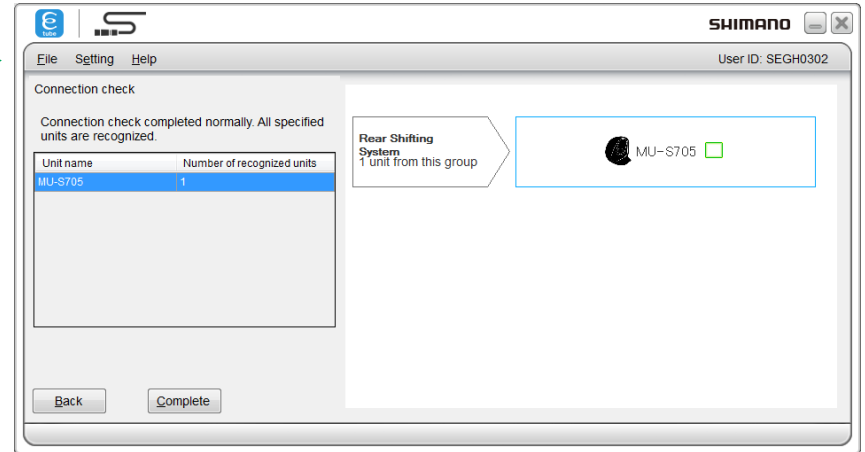 e
tube
SHIMANO
File Setting Help
User ID: SEGH0302
Connection check
Connection check completed normally. All specified
units are recognized.
Unit name Number of recognized units
MU-S705 1
Rear Shifting
System
1 unit from this group
MU-S705
Back
Complete